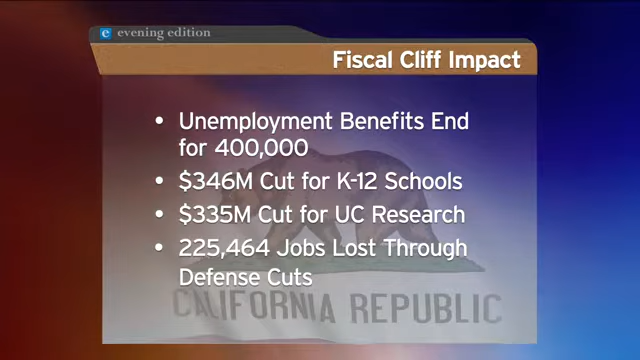 e evening edition
Fiscal Cliff Impact
• Unemployment Benefits End
for 400,000
• $346M Cut for K-12 Schools
• $335M Cut for UC Research
• 225,464 Jobs Lost Through
Defense Cuts
CALIFORNIA REPUBLIC